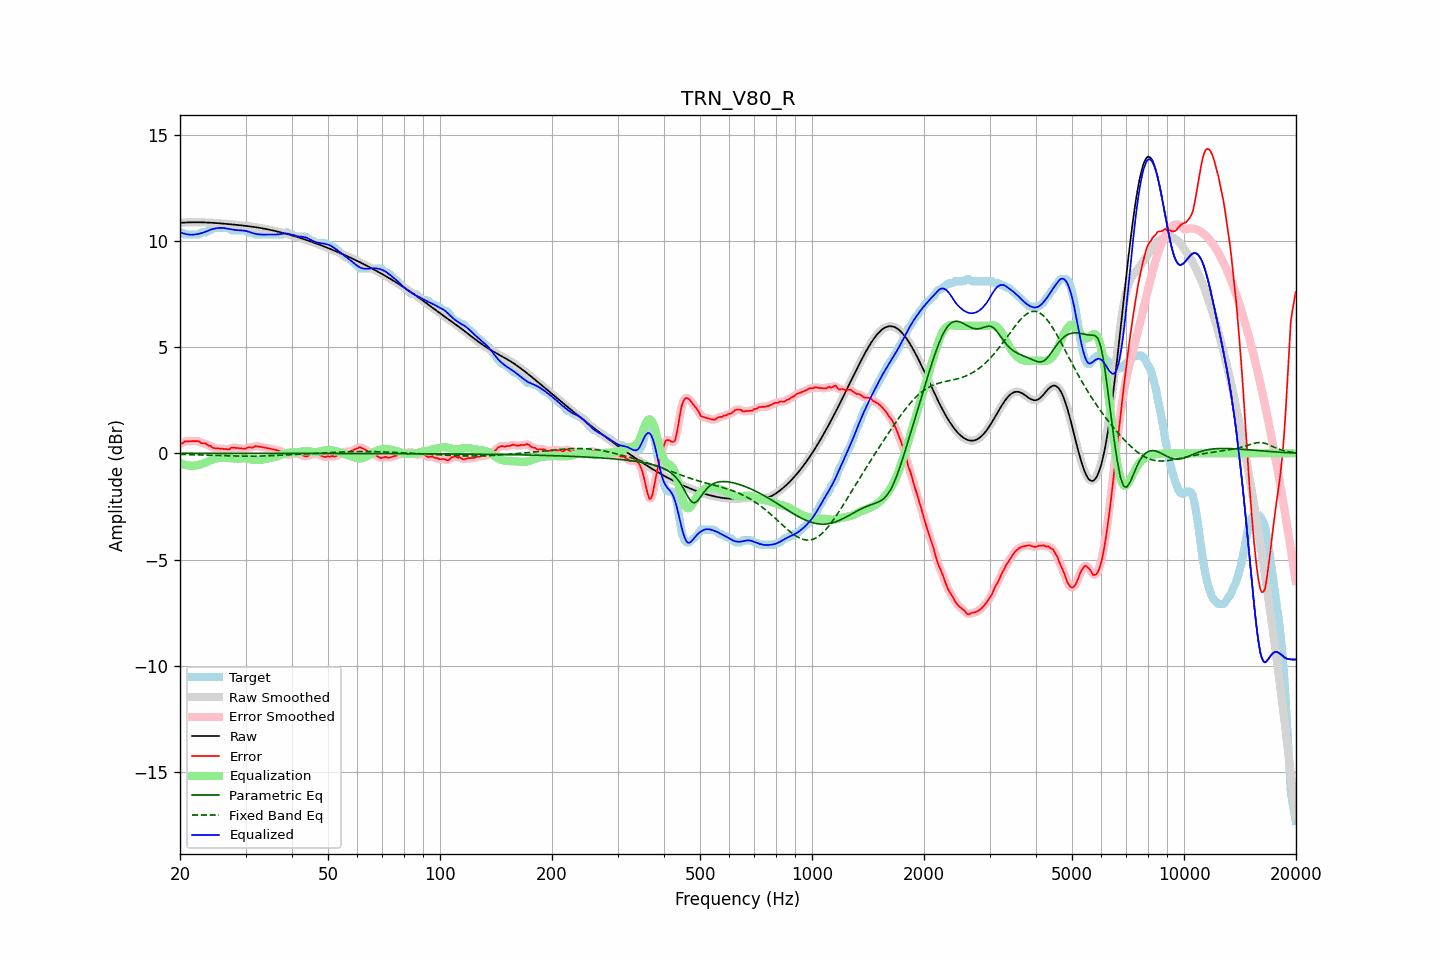 TRN_V80_R
Amplitude (dBr)
15
10
5
0
−5
−10
−15
Target
Raw Smoothed
Error Smoothed
Raw
Error
Equalization
Parametric Eq
Fixed Band Eq
Equalized
20 50 100 200 500 1000 2000 5000 10000 20000
Frequency (Hz)